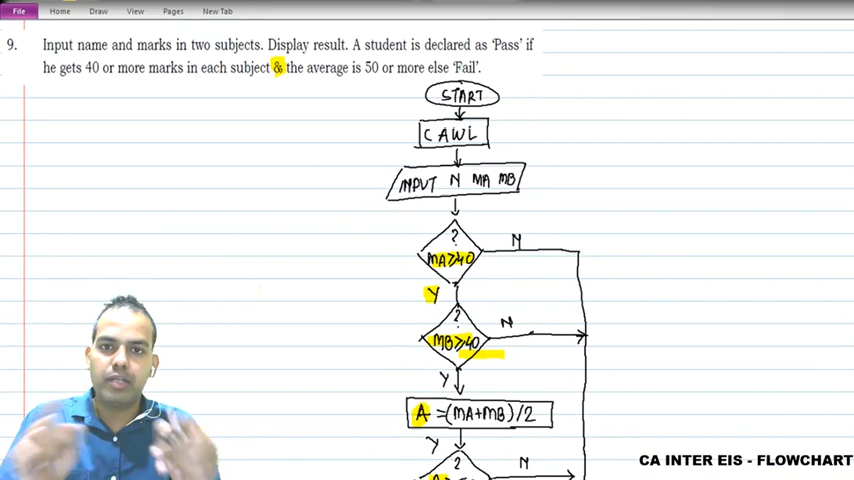 File Home Draw View Pages New Tab
9. Input name and marks in two subjects. Display result. A student is declared as ‘Pass’ if
he gets 40 or more marks in each subject & the average is 50 or more else ‘Fail’.
START
CAWL
INPUT N MA MB
?
MA≥40
N
Y
?
MB≥40
N
Y
A =(MA+MB)/2
Y
?
N
CA INTER EIS - FLOWCHART